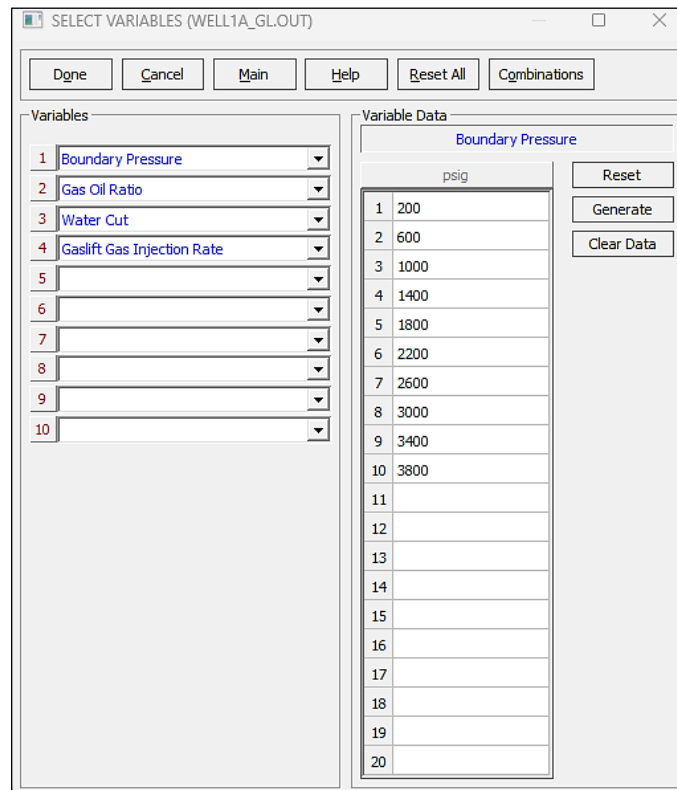 SELECT VARIABLES (WELL1A_GL.OUT)
Done Cancel Main Help Reset All Combinations
Variables
1 Boundary Pressure
2 Gas Oil Ratio
3 Water Cut
4 Gaslift Gas Injection Rate
5
6
7
8
9
10
Variable Data
Boundary Pressure
psig
1 200
2 600
3 1000
4 1400
5 1800
6 2200
7 2600
8 3000
9 3400
10 3800
11
12
13
14
15
16
17
18
19
20
Reset
Generate
Clear Data